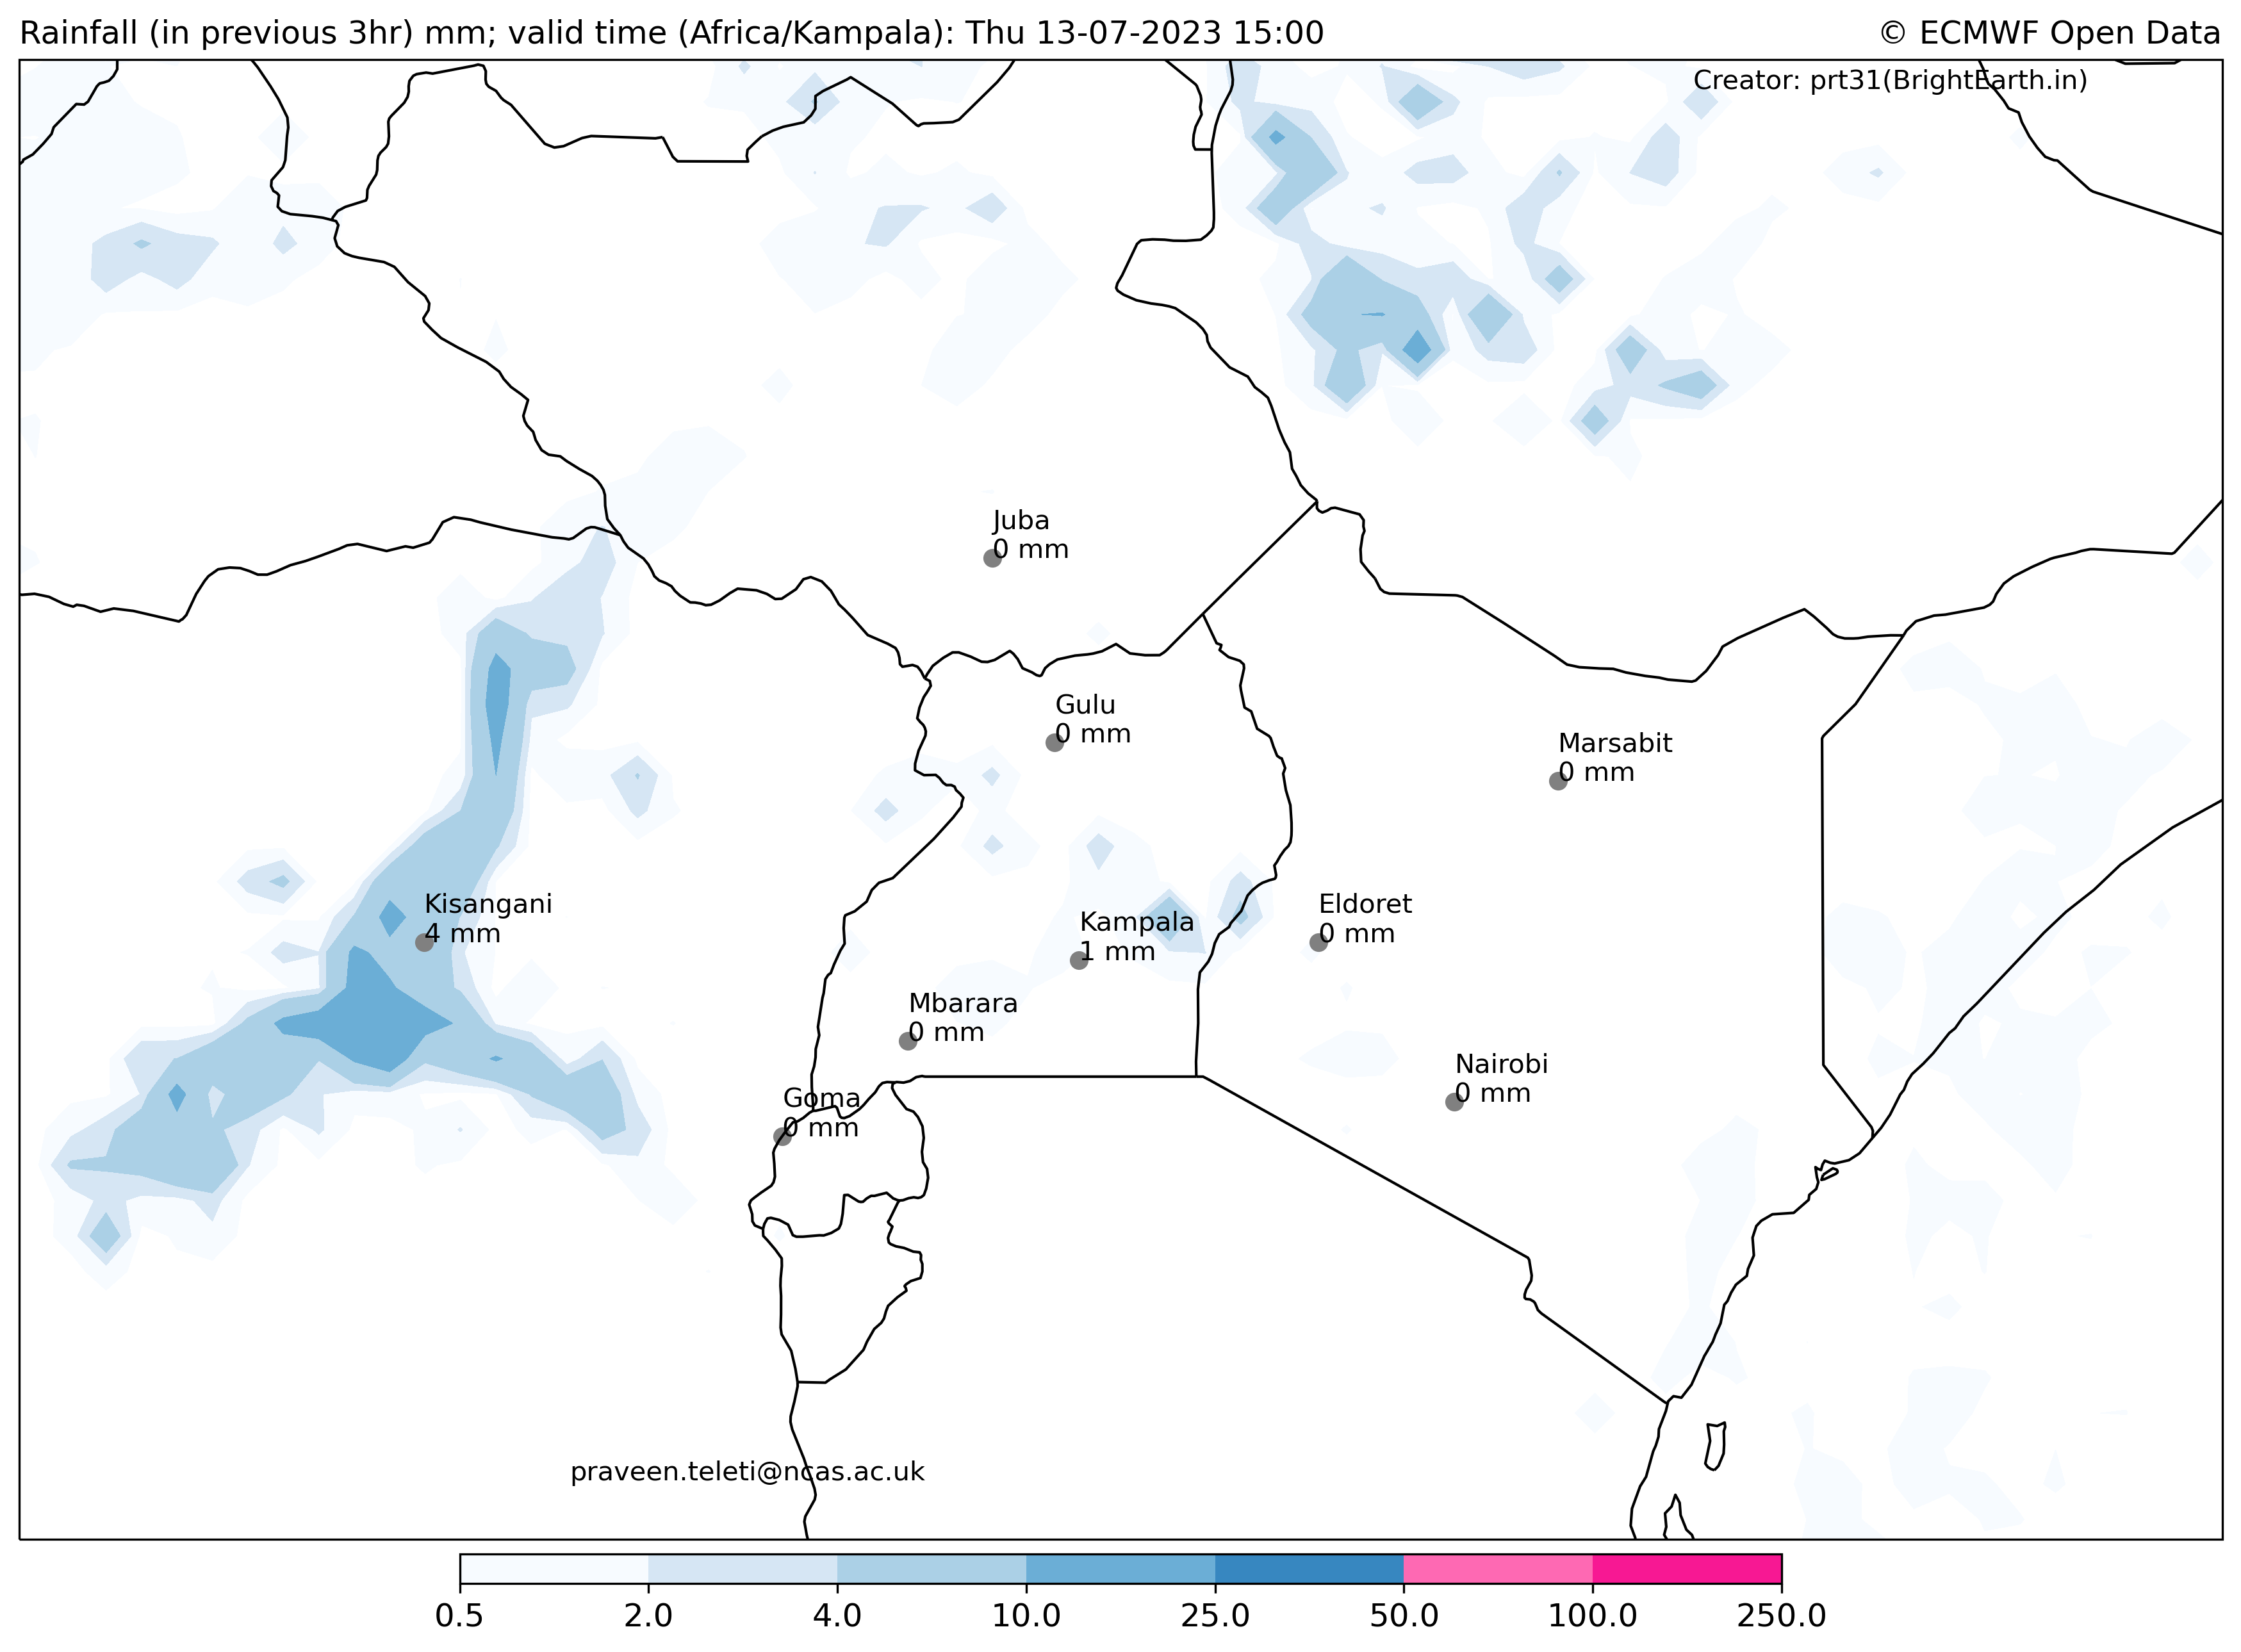 Rainfall (in previous 3hr) mm; valid time (Africa/Kampala): Thu 13-07-2023 15:00
© ECMWF Open Data
Creator: prt31(BrightEarth.in)
Juba
0 mm
Gulu
0 mm
Marsabit
0 mm
Kisangani
4 mm
Kampala
1 mm
Eldoret
0 mm
Mbarara
0 mm
Nairobi
0 mm
Goma
0 mm
praveen.teleti@ncas.ac.uk
0.5 2.0 4.0 10.0 25.0 50.0 100.0 250.0